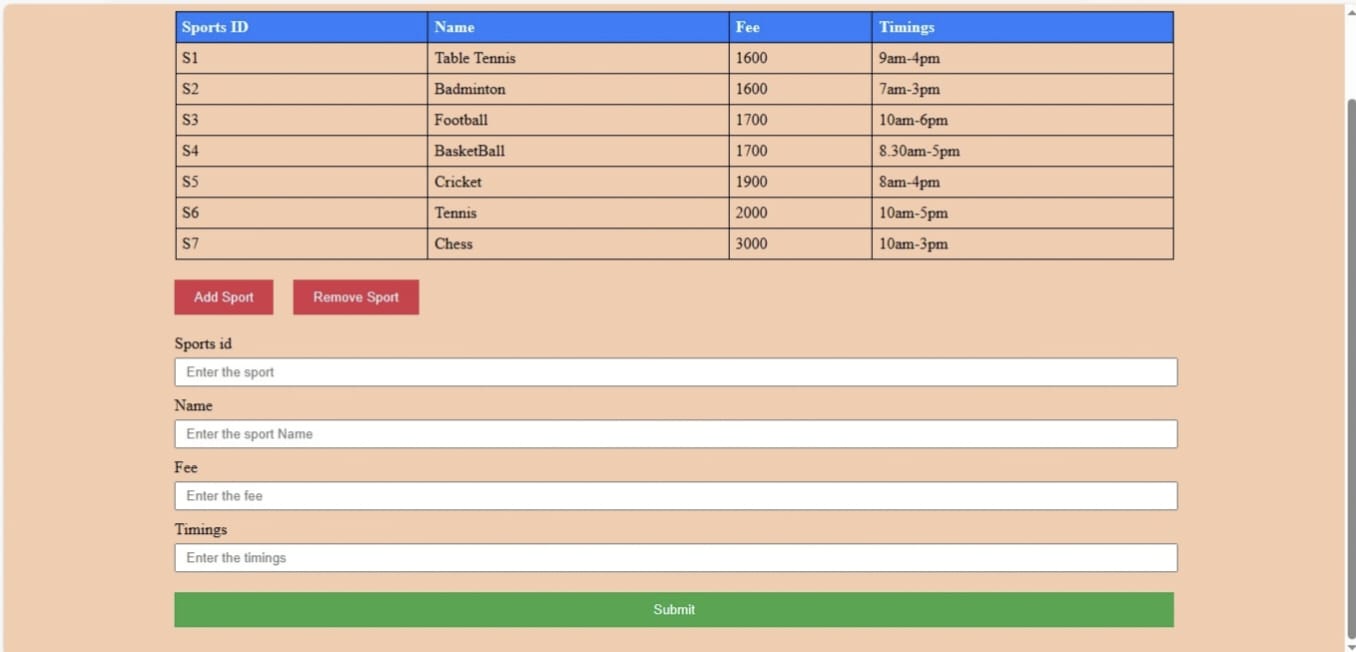 Sports ID Name Fee Timings
S1 Table Tennis 1600 9am-4pm
S2 Badminton 1600 7am-3pm
S3 Football 1700 10am-6pm
S4 BasketBall 1700 8.30am-5pm
S5 Cricket 1900 8am-4pm
S6 Tennis 2000 10am-5pm
S7 Chess 3000 10am-3pm
Add Sport Remove Sport
Sports id
Enter the sport
Name
Enter the sport Name
Fee
Enter the fee
Timings
Enter the timings
Submit